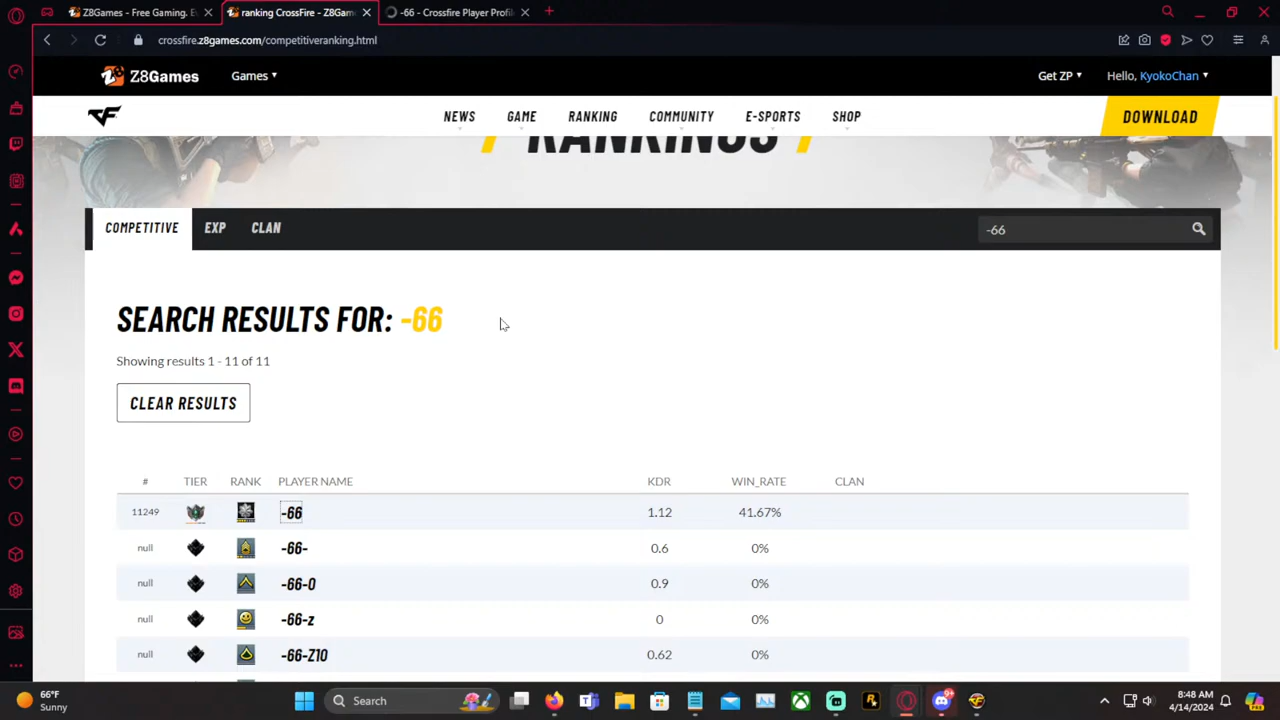 Z8Games - Free Gaming. E
ranking CrossFire - Z8Gam
-66 - Crossfire Player Profil
crossfire.z8games.com/competitiveranking.html
Z8Games
Games
Get ZP
Hello, KyokoChan
NEWS
GAME
RANKING
COMMUNITY
E-SPORTS
SHOP
DOWNLOAD
/ RANKINGS /
COMPETITIVE
EXP
CLAN
-66
SEARCH RESULTS FOR: -66
Showing results 1 - 11 of 11
CLEAR RESULTS
# TIER RANK PLAYER NAME KDR WIN_RATE CLAN
11249 -66 1.12 41.67%
null -66- 0.6 0%
null -66-0 0.9 0%
null -66-z 0 0%
null -66-Z10 0.62 0%
66°F
Sunny
Search
8:48 AM
4/14/2024